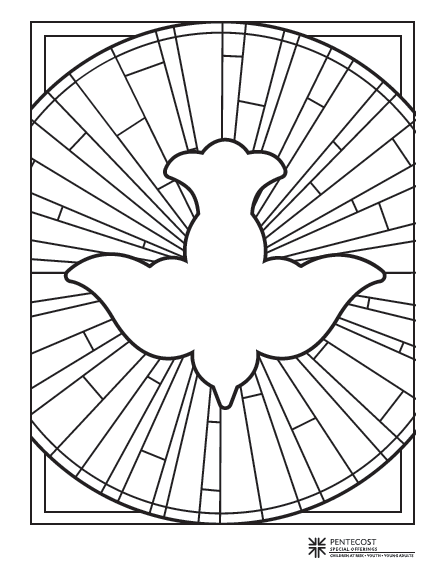 PENTECOST
SPECIAL OFFERINGS
CHILDREN AT RISK • YOUTH • YOUNG ADULTS